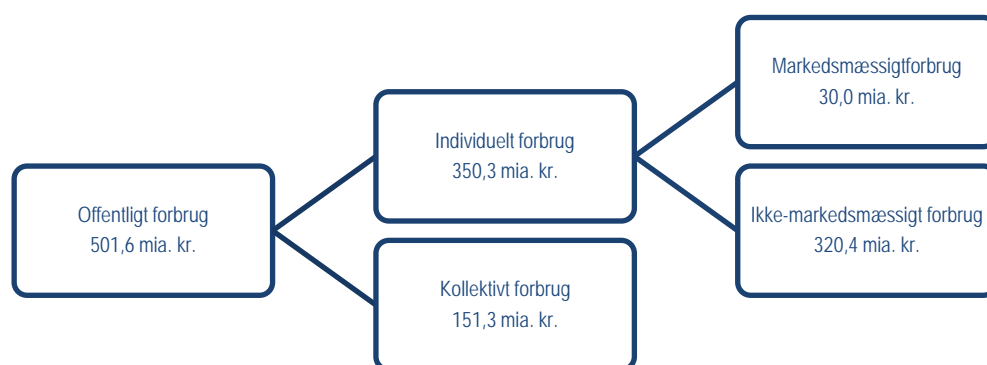 Offentligt forbrug
501,6 mia. kr.
Individuelt forbrug
350,3 mia. kr.
Kollektivt forbrug
151,3 mia. kr.
Markedsmæssigtforbrug
30,0 mia. kr.
Ikke-markedsmæssigt forbrug
320,4 mia. kr.